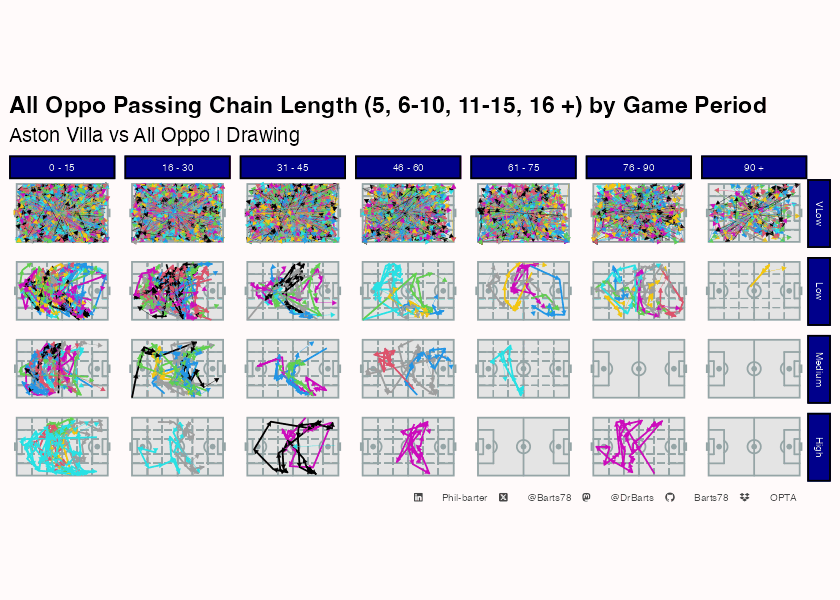 All Oppo Passing Chain Length (5, 6-10, 11-15, 16 +) by Game Period
Aston Villa vs All Oppo | Drawing
0 - 15 16 - 30 31 - 45 46 - 60 61 - 75 76 - 90 90 +
VLow
Low
Medium
High
Phil-barter @Barts78 @DrBarts Barts78 OPTA